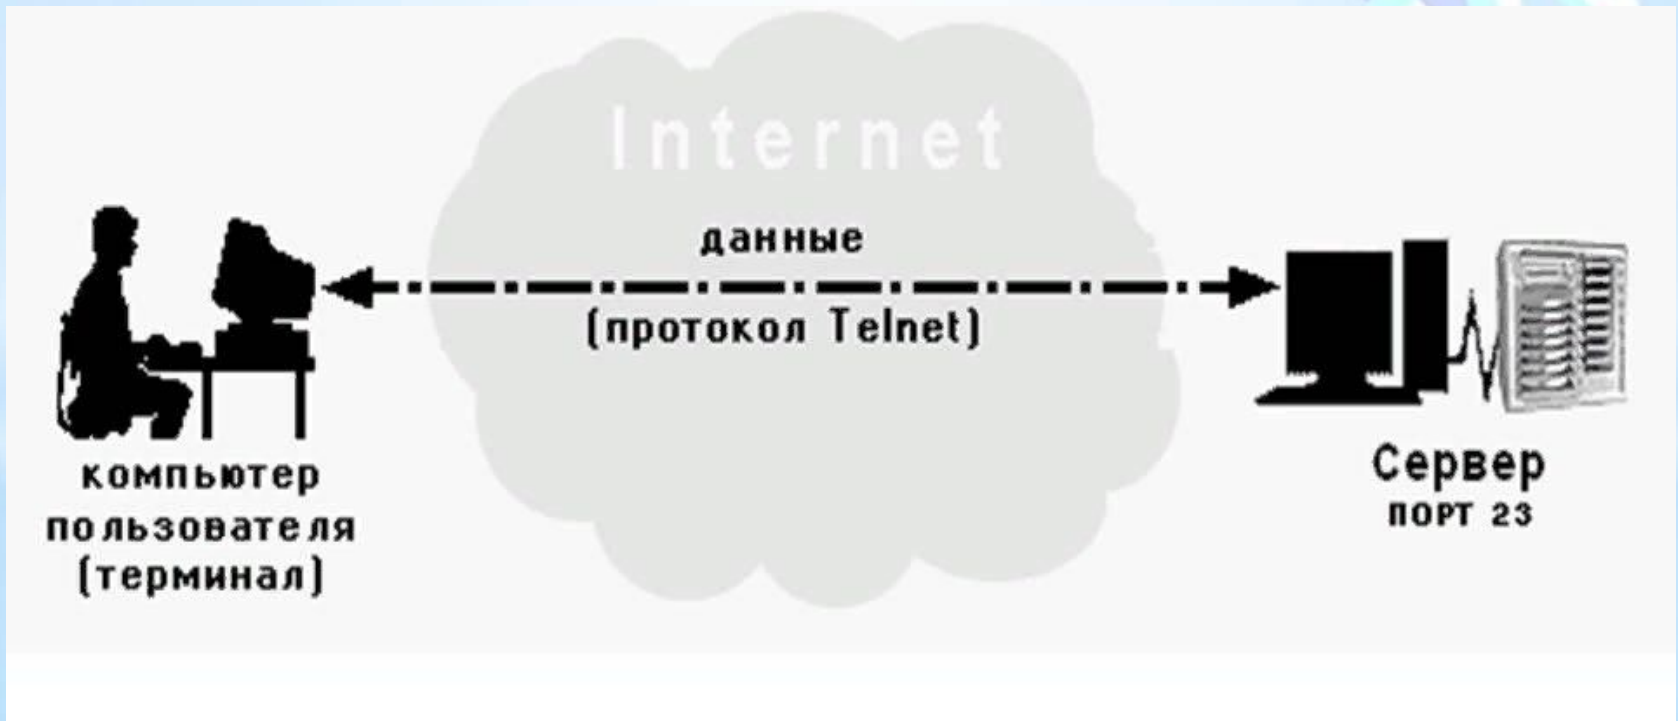 Internet
данные
(протокол Telnet)
компьютер
пользователя
(терминал)
Сервер
ПОРТ 23